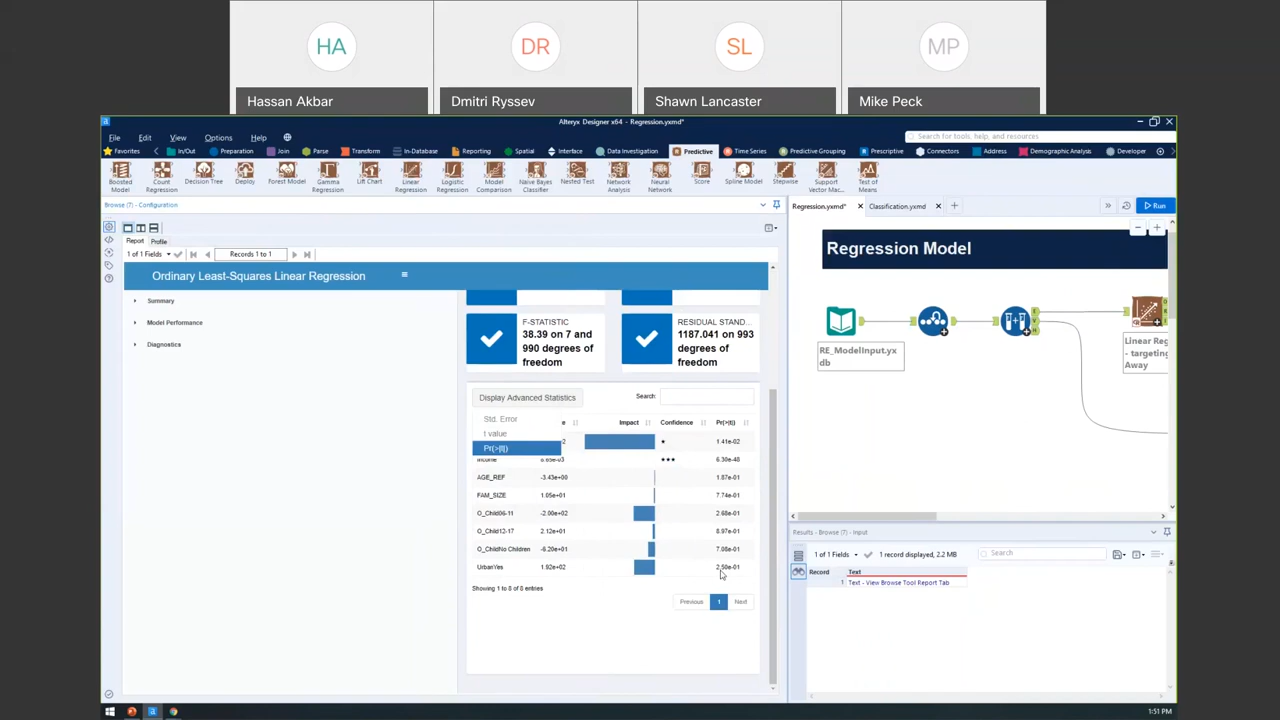 HA
DR
SL
MP
Hassan Akbar
Dmitri Ryssev
Shawn Lancaster
Mike Peck
Alteryx Designer x64 - Regression.yxmd*
File Edit View Options Help
Search for tools, help, and resources
Favorites In/Out Preparation Join Parse Transform In-Database Reporting Spatial Interface Data Investigation Predictive Time Series Predictive Grouping Prescriptive Connectors Address Demographic Analysis Developer
Boosted Model
Count Regression
Decision Tree
Deploy
Forest Model
Gamma Regression
Lift Chart
Linear Regression
Logistic Regression
Model Comparison
Naive Bayes Classifier
Nested Test
Network Analysis
Neural Network
Score
Spline Model
Stepwise
Support Vector Mac...
Test of Means
Browse (7) - Configuration
Report Profile
1 of 1 Fields
Records 1 to 1
Ordinary Least-Squares Linear Regression
Summary
Model Performance
Diagnostics
F-STATISTIC
38.39 on 7 and
990 degrees of
freedom
RESIDUAL STAND...
1187.041 on 993
degrees of
freedom
Display Advanced Statistics
Search:
Std. Error
t value
Pr(>|t|)
Impact Confidence Pr(>|t|)
* 1.41e-02
*** 6.30e-48
AGE_REF -3.43e+00 1.87e-01
FAM_SIZE 1.05e+01 7.74e-01
O_Child06-11 -2.00e+02 2.68e-01
O_Child12-17 2.12e+01 8.97e-01
O_ChildNo Children -6.20e+01 7.08e-01
UrbanYes 1.92e+02 2.50e-01
Showing 1 to 8 of 8 entries
Previous 1 Next
Regression.yxmd* Classification.yxmd
Run
Regression Model
RE_ModelInput.yx
db
Linear Reg
- targeting
Away
Results - Browse (7) - Input
1 of 1 Fields 1 record displayed, 2.2 MB Search
Record Text
1 Text - View Browse Tool Report Tab
1:51 PM